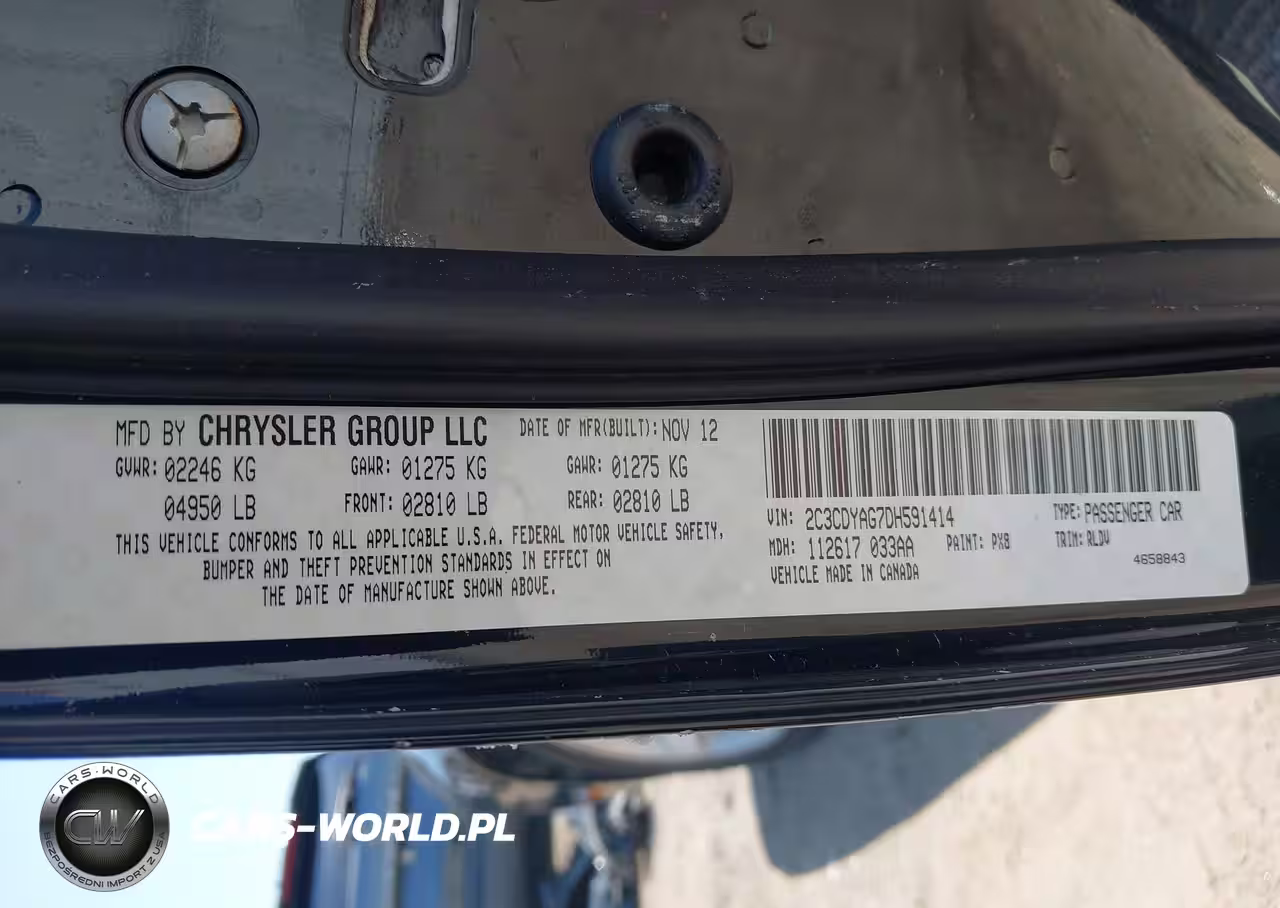 MFD BY CHRYSLER GROUP LLC DATE OF MFR(BUILT): NOV 12
GVWR: 02246 KG GAWR: 01275 KG GAWR: 01275 KG
04950 LB FRONT: 02810 LB REAR: 02810 LB
THIS VEHICLE CONFORMS TO ALL APPLICABLE U.S.A. FEDERAL MOTOR VEHICLE SAFETY,
BUMPER AND THEFT PREVENTION STANDARDS IN EFFECT ON
THE DATE OF MANUFACTURE SHOWN ABOVE.
VIN: 2C3CDYAG7DH591414 TYPE: PASSENGER CAR
MDH: 112617 033AA PAINT: PX8 TRIM: RLDV
VEHICLE MADE IN CANADA 4658843
CARS-WORLD
CW
BEZPOŚREDNI IMPORT Z USA
CARS-WORLD.PL